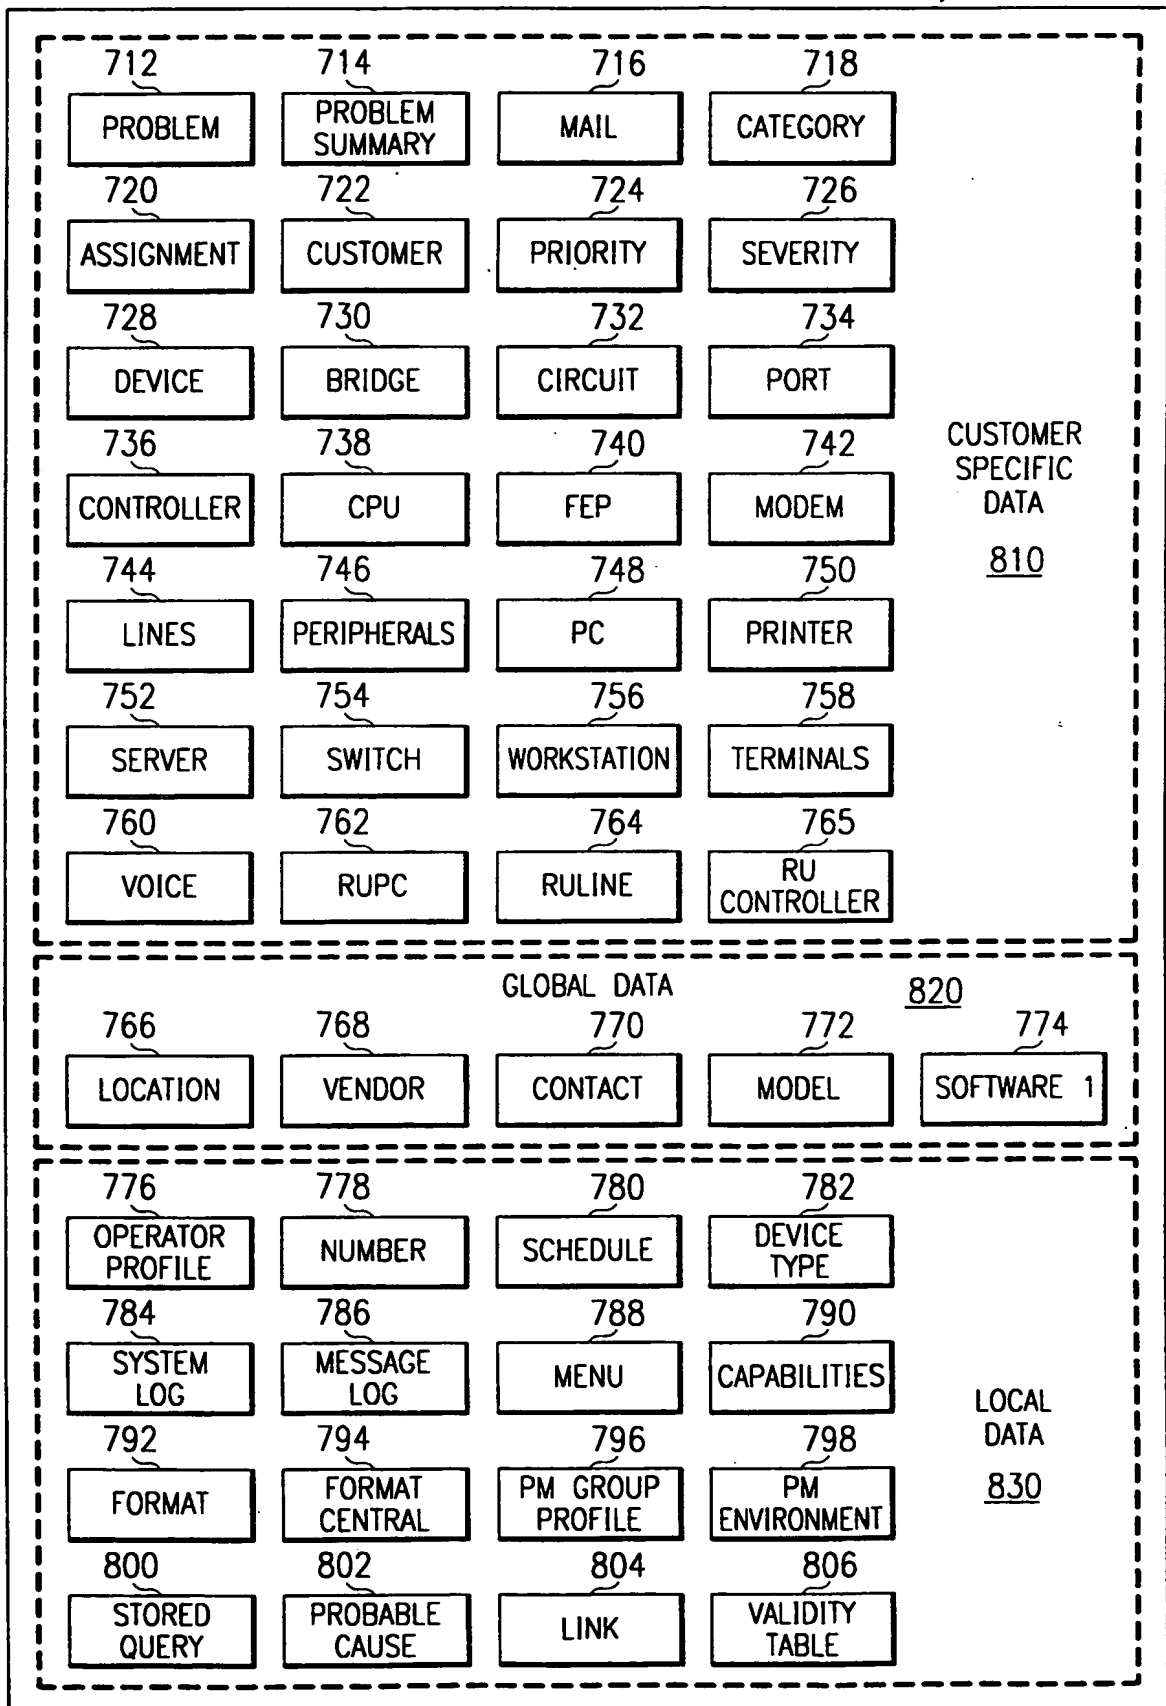 712 714 716 718
PROBLEM
PROBLEM
SUMMARY
MAIL
CATEGORY
720 722 724 726
ASSIGNMENT CUSTOMER PRIORITY SEVERITY
728 730 732 734
DEVICE BRIDGE CIRCUIT PORT
CUSTOMER
SPECIFIC
DATA
810
736 738 740 742
CONTROLLER CPU FEP MODEM
744 746 748 750
LINES PERIPHERALS PC PRINTER
752 754 756 758
SERVER SWITCH WORKSTATION TERMINALS
760 762 764 765
VOICE RUPC RULINE
RU
CONTROLLER
GLOBAL DATA 820
766 768 770 772 774
LOCATION VENDOR CONTACT MODEL SOFTWARE 1
776 778 780 782
OPERATOR
PROFILE
NUMBER
SCHEDULE
DEVICE
TYPE
784 786 788 790
SYSTEM
LOG
MESSAGE
LOG
MENU
CAPABILITIES
LOCAL
DATA
830
792 794 796 798
FORMAT
FORMAT
CENTRAL
PM GROUP
PROFILE
PM
ENVIRONMENT
800 802 804 806
STORED
QUERY
PROBABLE
CAUSE
LINK
VALIDITY
TABLE